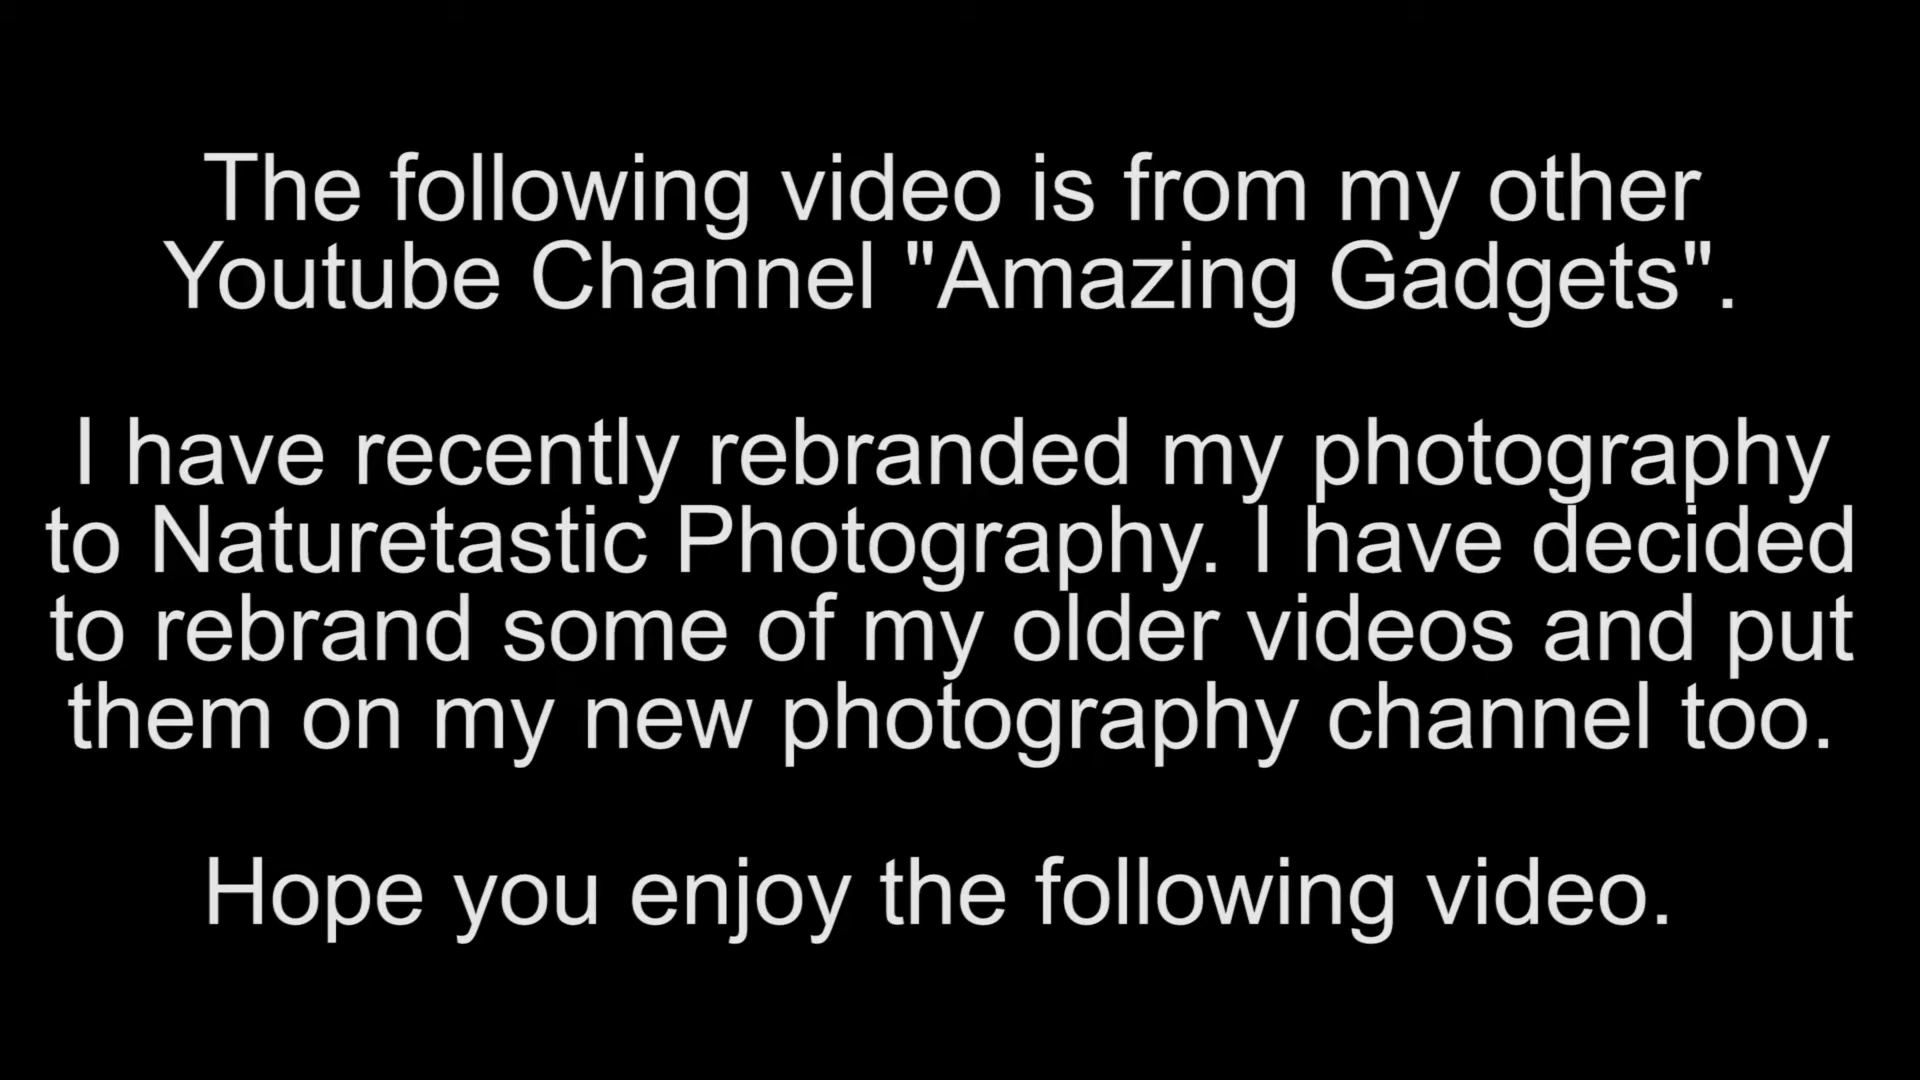 The following video is from my other
Youtube Channel "Amazing Gadgets".
I have recently rebranded my photography
to Naturetastic Photography. I have decided
to rebrand some of my older videos and put
them on my new photography channel too.
Hope you enjoy the following video.